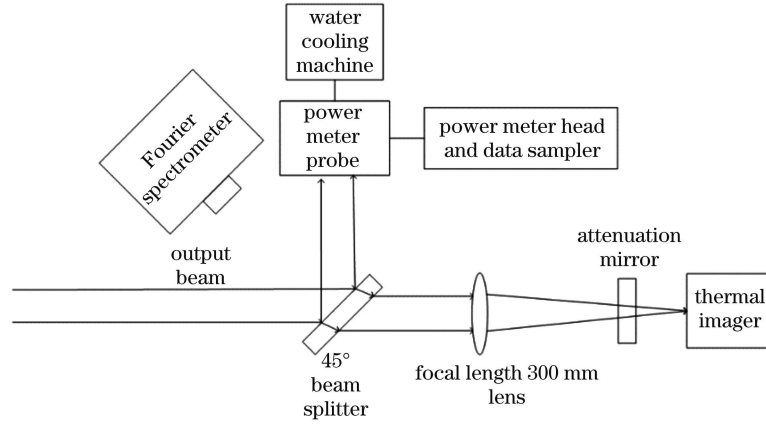 water
cooling
machine
Fourier
spectrometer
power
meter
probe
power meter head
and data sampler
output
beam
attenuation
mirror
thermal
imager
45°
beam
splitter
focal length 300 mm
lens